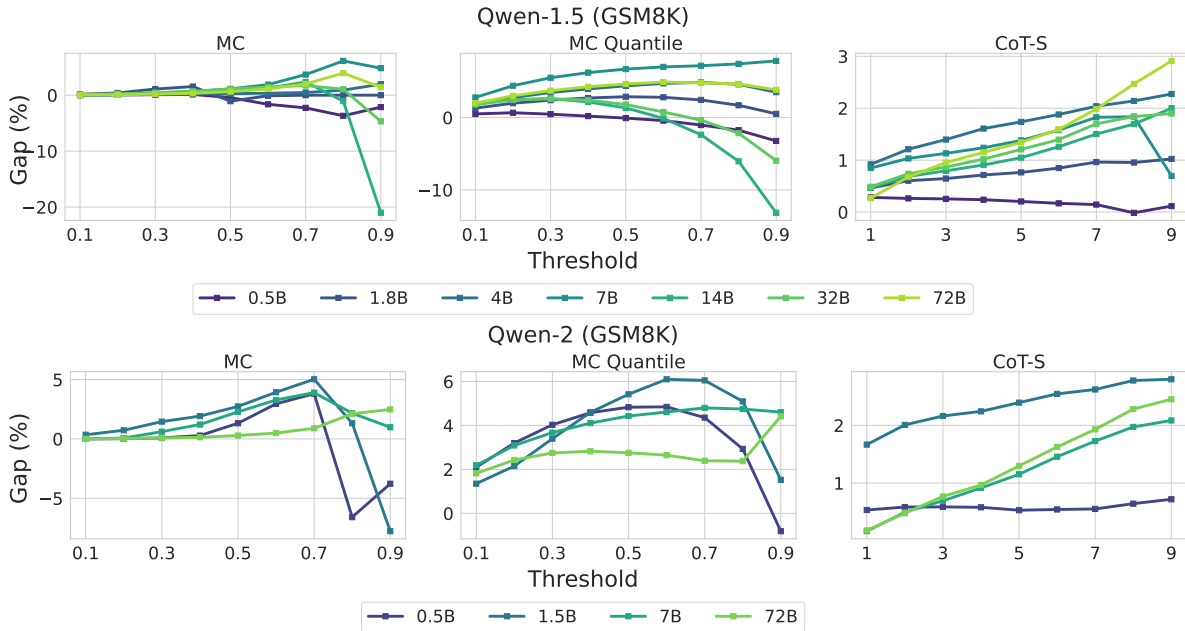 Qwen-1.5 (GSM8K)
MC
MC Quantile
CoT-S
Gap (%)
0
−10
−20
0.1 0.3 0.5 0.7 0.9
0
−10
0.1 0.3 0.5 0.7 0.9
3
2
1
0
1 3 5 7 9
Threshold
0.5B 1.8B 4B 7B 14B 32B 72B
Qwen-2 (GSM8K)
MC
MC Quantile
CoT-S
Gap (%)
5
0
−5
0.1 0.3 0.5 0.7 0.9
6
4
2
0
0.1 0.3 0.5 0.7 0.9
2
1
1 3 5 7 9
Threshold
0.5B 1.5B 7B 72B